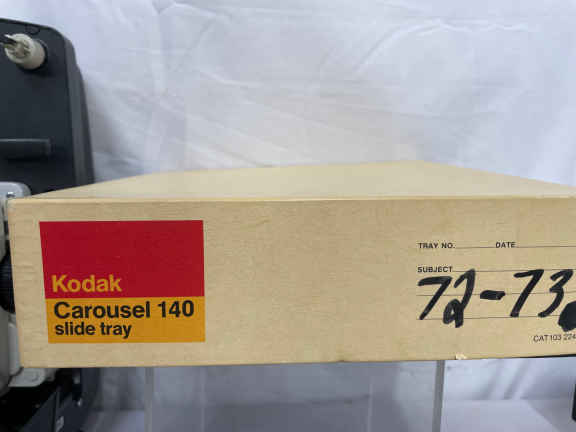 Kodak
Carousel 140
slide tray
TRAY NO. DATE
SUBJECT
72-73
CAT 103 224